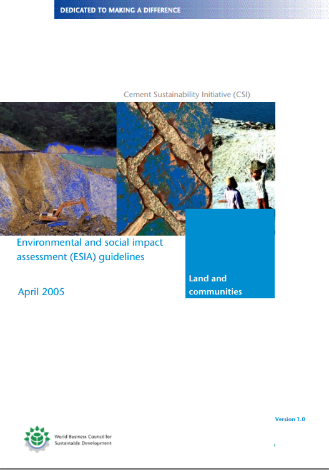 DEDICATED TO MAKING A DIFFERENCE
Cement Sustainability Initiative (CSI)
Environmental and social impact
assessment (ESIA) guidelines
Land and
communities
April 2005
Version 1.0
World Business Council for
Sustainable Development